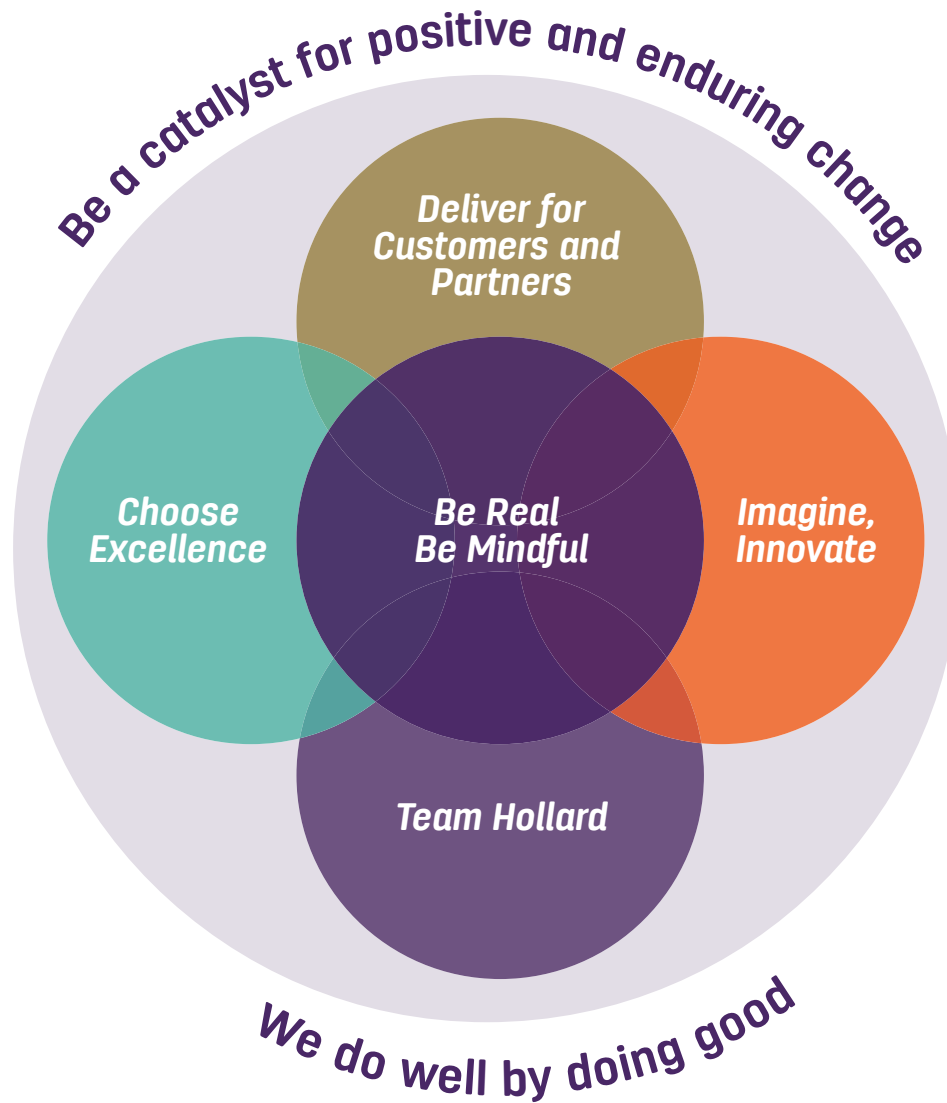 Be a catalyst for positive and enduring change
Deliver for
Customers and
Partners
Choose
Excellence
Be Real
Be Mindful
Imagine,
Innovate
Team Hollard
We do well by doing good